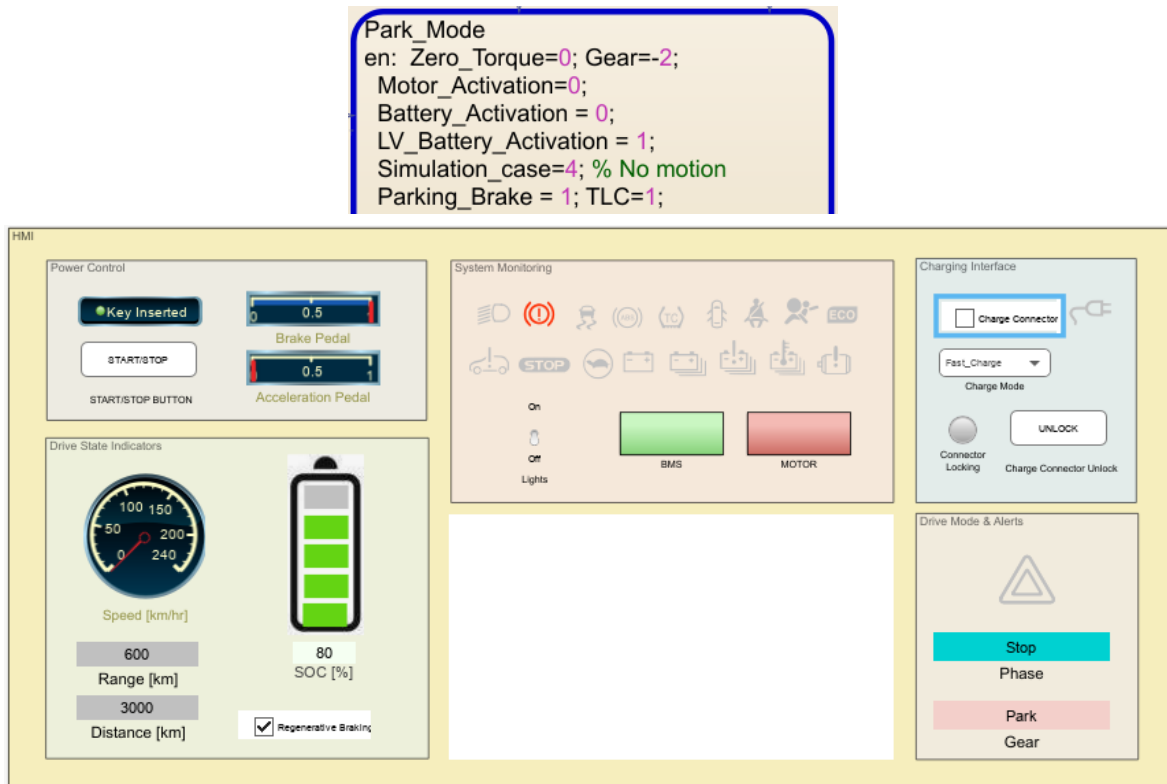 Park_Mode
en: Zero_Torque=0; Gear=-2;
Motor_Activation=0;
Battery_Activation = 0;
LV_Battery_Activation = 1;
Simulation_case=4; % No motion
Parking_Brake = 1; TLC=1;
HMI
Power Control
Key Inserted
START/STOP
START/STOP BUTTON
0 0.5
Brake Pedal
0.5 1
Acceleration Pedal
Drive State Indicators
0 50 100 150 200 240
Speed [km/hr]
600
Range [km]
3000
Distance [km]
80
SOC [%]
Regenerative Braking
System Monitoring
ABS
TC
ECO
STOP
On
Off
Lights
BMS
MOTOR
Charging Interface
Charge Connector
Fast_Charge
Charge Mode
Connector
Locking
UNLOCK
Charge Connector Unlock
Drive Mode & Alerts
Stop
Phase
Park
Gear